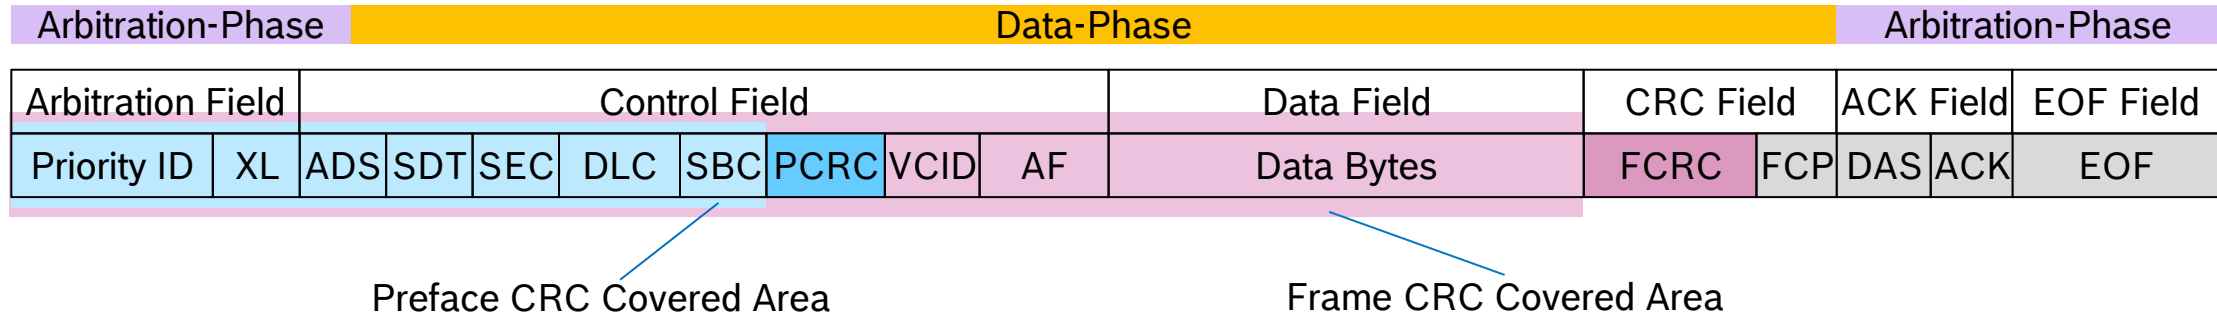 Arbitration-Phase Data-Phase Arbitration-Phase
Arbitration Field Control Field Data Field CRC Field ACK Field EOF Field
Priority ID XL ADS SDT SEC DLC SBC PCRC VCID AF Data Bytes FCRC FCP DAS ACK EOF
Preface CRC Covered Area Frame CRC Covered Area